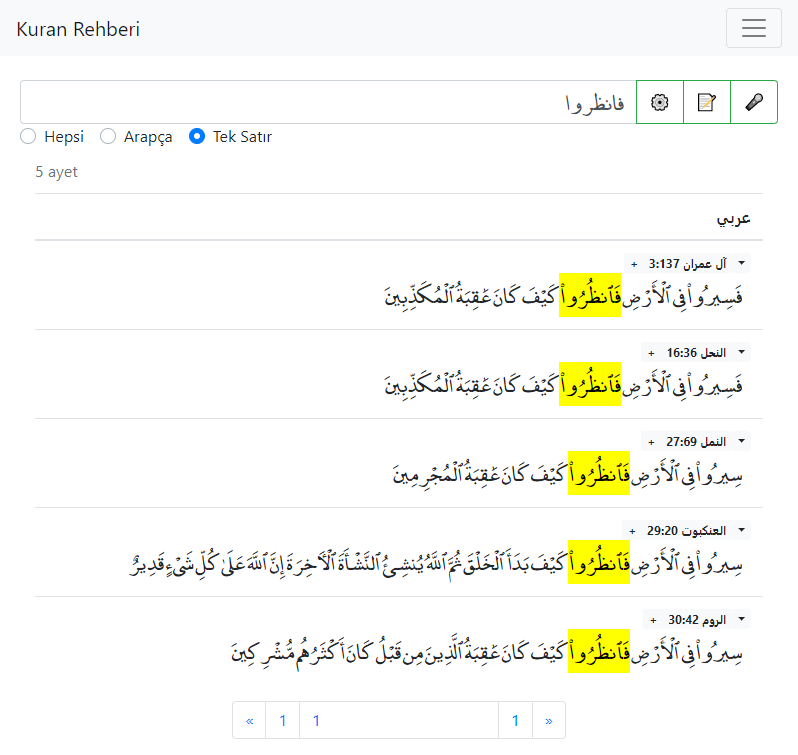 Kuran Rehberi
فانظروا
Hepsi Arapça Tek Satır
5 ayet
عربي
آل عمران 3:137 +
فَسِيرُوا۟ فِى ٱلْأَرْضِ فَٱنظُرُوا۟ كَيْفَ كَانَ عَٰقِبَةُ ٱلْمُكَذِّبِينَ
النحل 16:36 +
فَسِيرُوا۟ فِى ٱلْأَرْضِ فَٱنظُرُوا۟ كَيْفَ كَانَ عَٰقِبَةُ ٱلْمُكَذِّبِينَ
النمل 27:69 +
سِيرُوا۟ فِى ٱلْأَرْضِ فَٱنظُرُوا۟ كَيْفَ كَانَ عَٰقِبَةُ ٱلْمُجْرِمِينَ
العنكبوت 29:20 +
سِيرُوا۟ فِى ٱلْأَرْضِ فَٱنظُرُوا۟ كَيْفَ بَدَأَ ٱلْخَلْقَ ثُمَّ ٱللَّهُ يُنشِئُ ٱلنَّشْأَةَ ٱلْءَاخِرَةَ إِنَّ ٱللَّهَ عَلَىٰ كُلِّ شَىْءٍ قَدِيرٌ
الروم 30:42 +
سِيرُوا۟ فِى ٱلْأَرْضِ فَٱنظُرُوا۟ كَيْفَ كَانَ عَٰقِبَةُ ٱلَّذِينَ مِن قَبْلُ كَانَ أَكْثَرُهُم مُّشْرِكِينَ
« 1 1 1 »